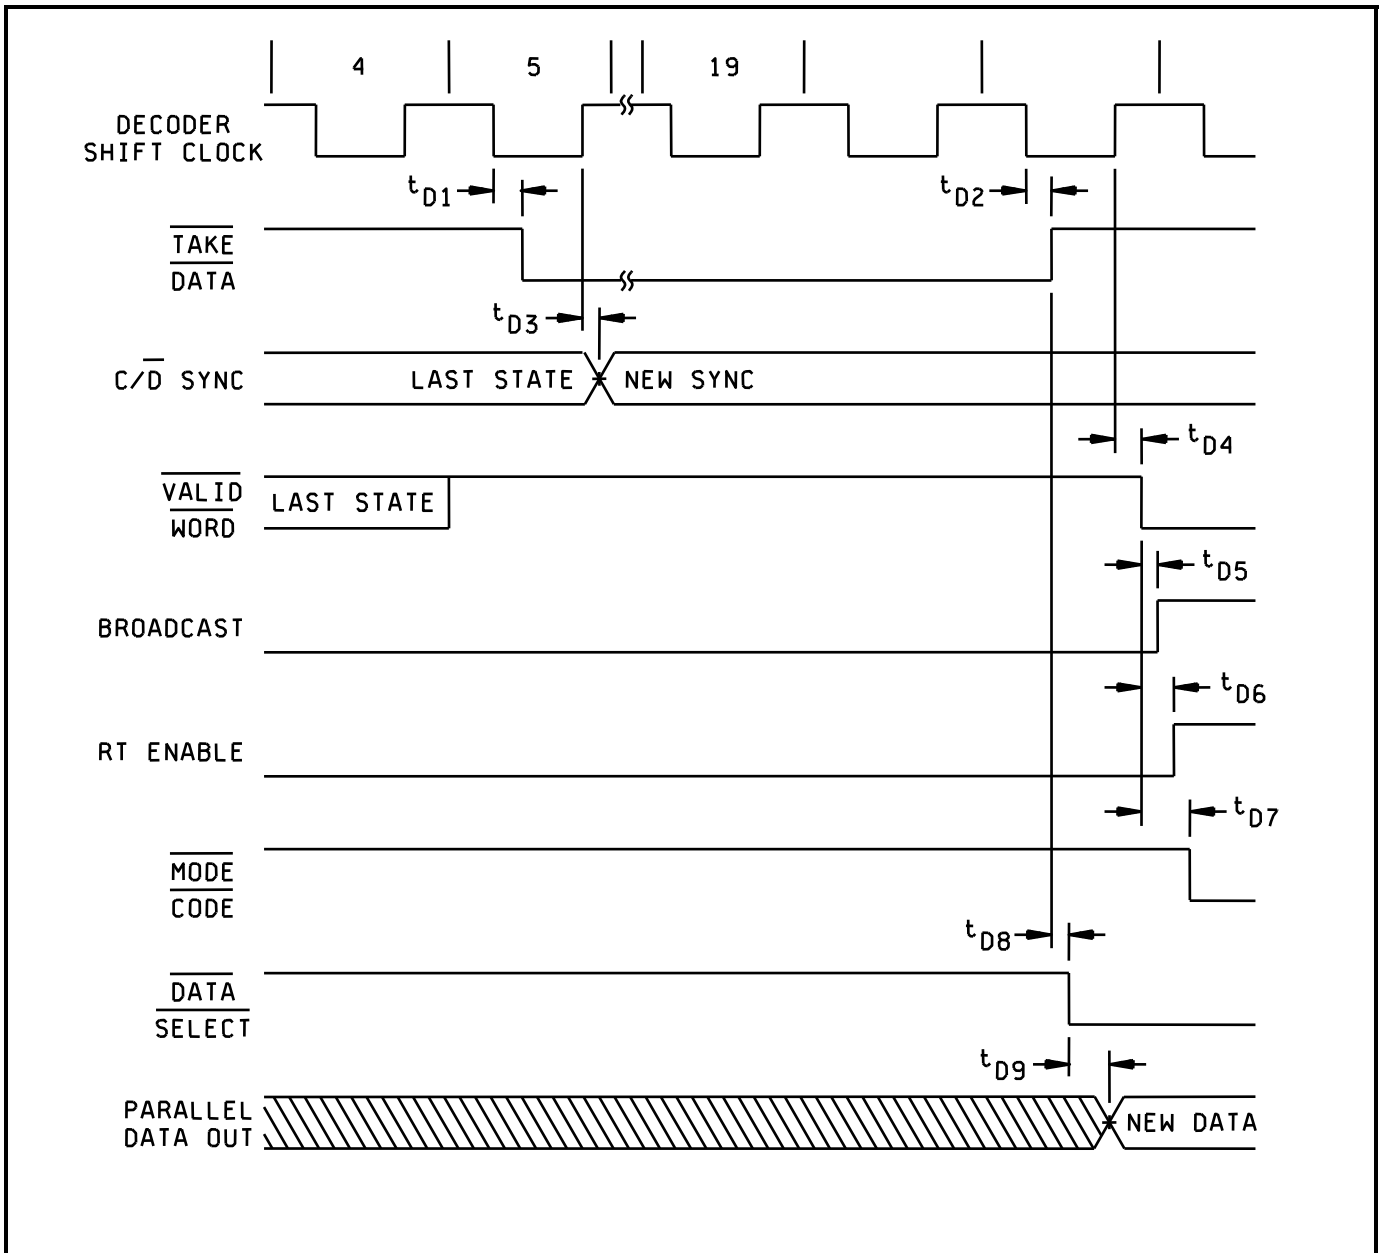 4 5 19
DECODER
SHIFT CLOCK
tD1 tD2
TAKE
DATA
tD3
C/D SYNC LAST STATE NEW SYNC
tD4
VALID
WORD
LAST STATE
tD5
BROADCAST
tD6
RT ENABLE
tD7
MODE
CODE
tD8
DATA
SELECT
tD9
PARALLEL
DATA OUT
NEW DATA